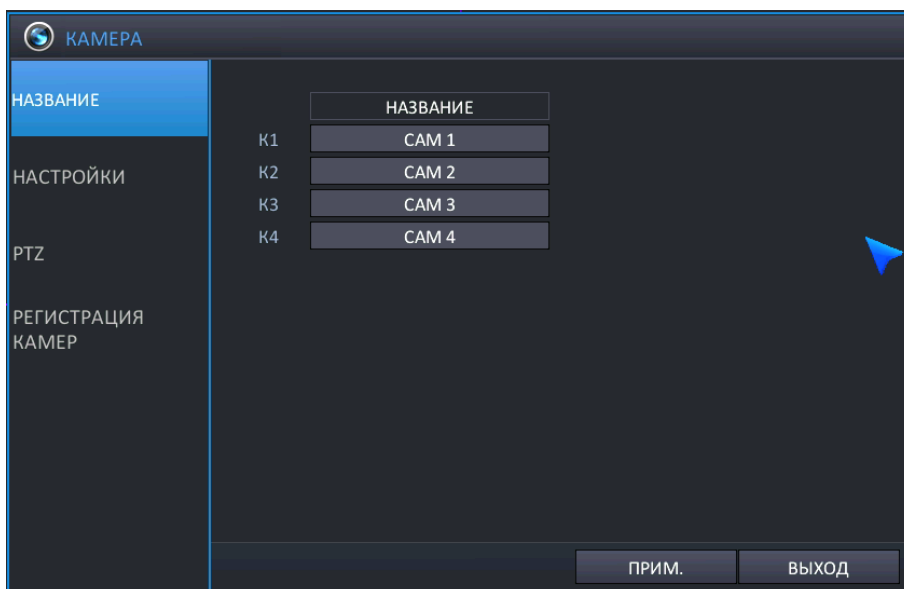 КАМЕРА
НАЗВАНИЕ
НАСТРОЙКИ
PTZ
РЕГИСТРАЦИЯ
КАМЕР
НАЗВАНИЕ
К1 CAM 1
К2 CAM 2
К3 CAM 3
К4 CAM 4
ПРИМ. ВЫХОД